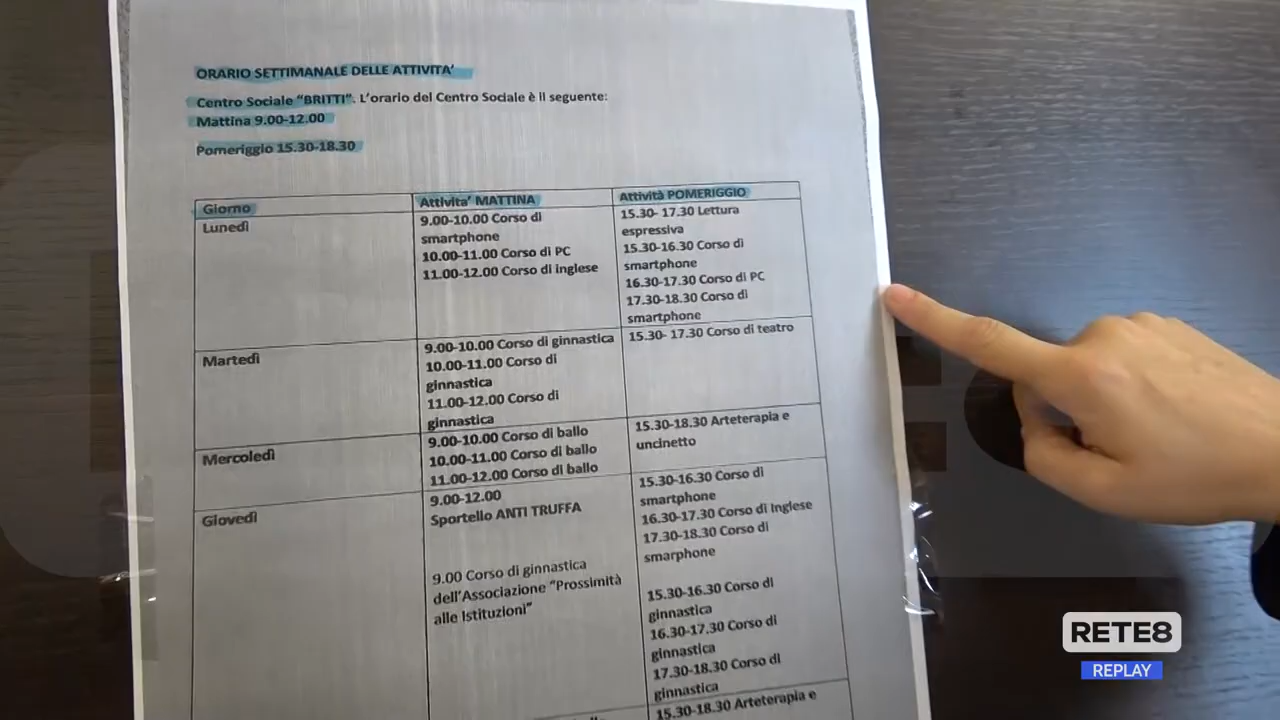 ORARIO SETTIMANALE DELLE ATTIVITA'
Centro Sociale "BRITTI". L'orario del Centro Sociale è il seguente:
Mattina 9.00-12.00
Pomeriggio 15.30-18.30
Giorno
Attivita' MATTINA
Attività POMERIGGIO
Lunedì
9.00-10.00 Corso di
smartphone
10.00-11.00 Corso di PC
11.00-12.00 Corso di inglese
15.30- 17.30 Lettura
espressiva
15.30-16.30 Corso di
smartphone
16.30-17.30 Corso di PC
17.30-18.30 Corso di
smartphone
Martedì
9.00-10.00 Corso di ginnastica
10.00-11.00 Corso di
ginnastica
11.00-12.00 Corso di
ginnastica
15.30- 17.30 Corso di teatro
Mercoledì
9.00-10.00 Corso di ballo
10.00-11.00 Corso di ballo
11.00-12.00 Corso di ballo
15.30-18.30 Arteterapia e
uncinetto
Giovedì
9.00-12.00
Sportello ANTI TRUFFA
9.00 Corso di ginnastica
dell'Associazione "Prossimità
alle Istituzioni"
15.30-16.30 Corso di
smartphone
16.30-17.30 Corso di Inglese
17.30-18.30 Corso di
smarphone
15.30-16.30 Corso di
ginnastica
16.30-17.30 Corso di
ginnastica
17.30-18.30 Corso di
ginnastica
15.30-18.30 Arteterapia e
RETE8
REPLAY